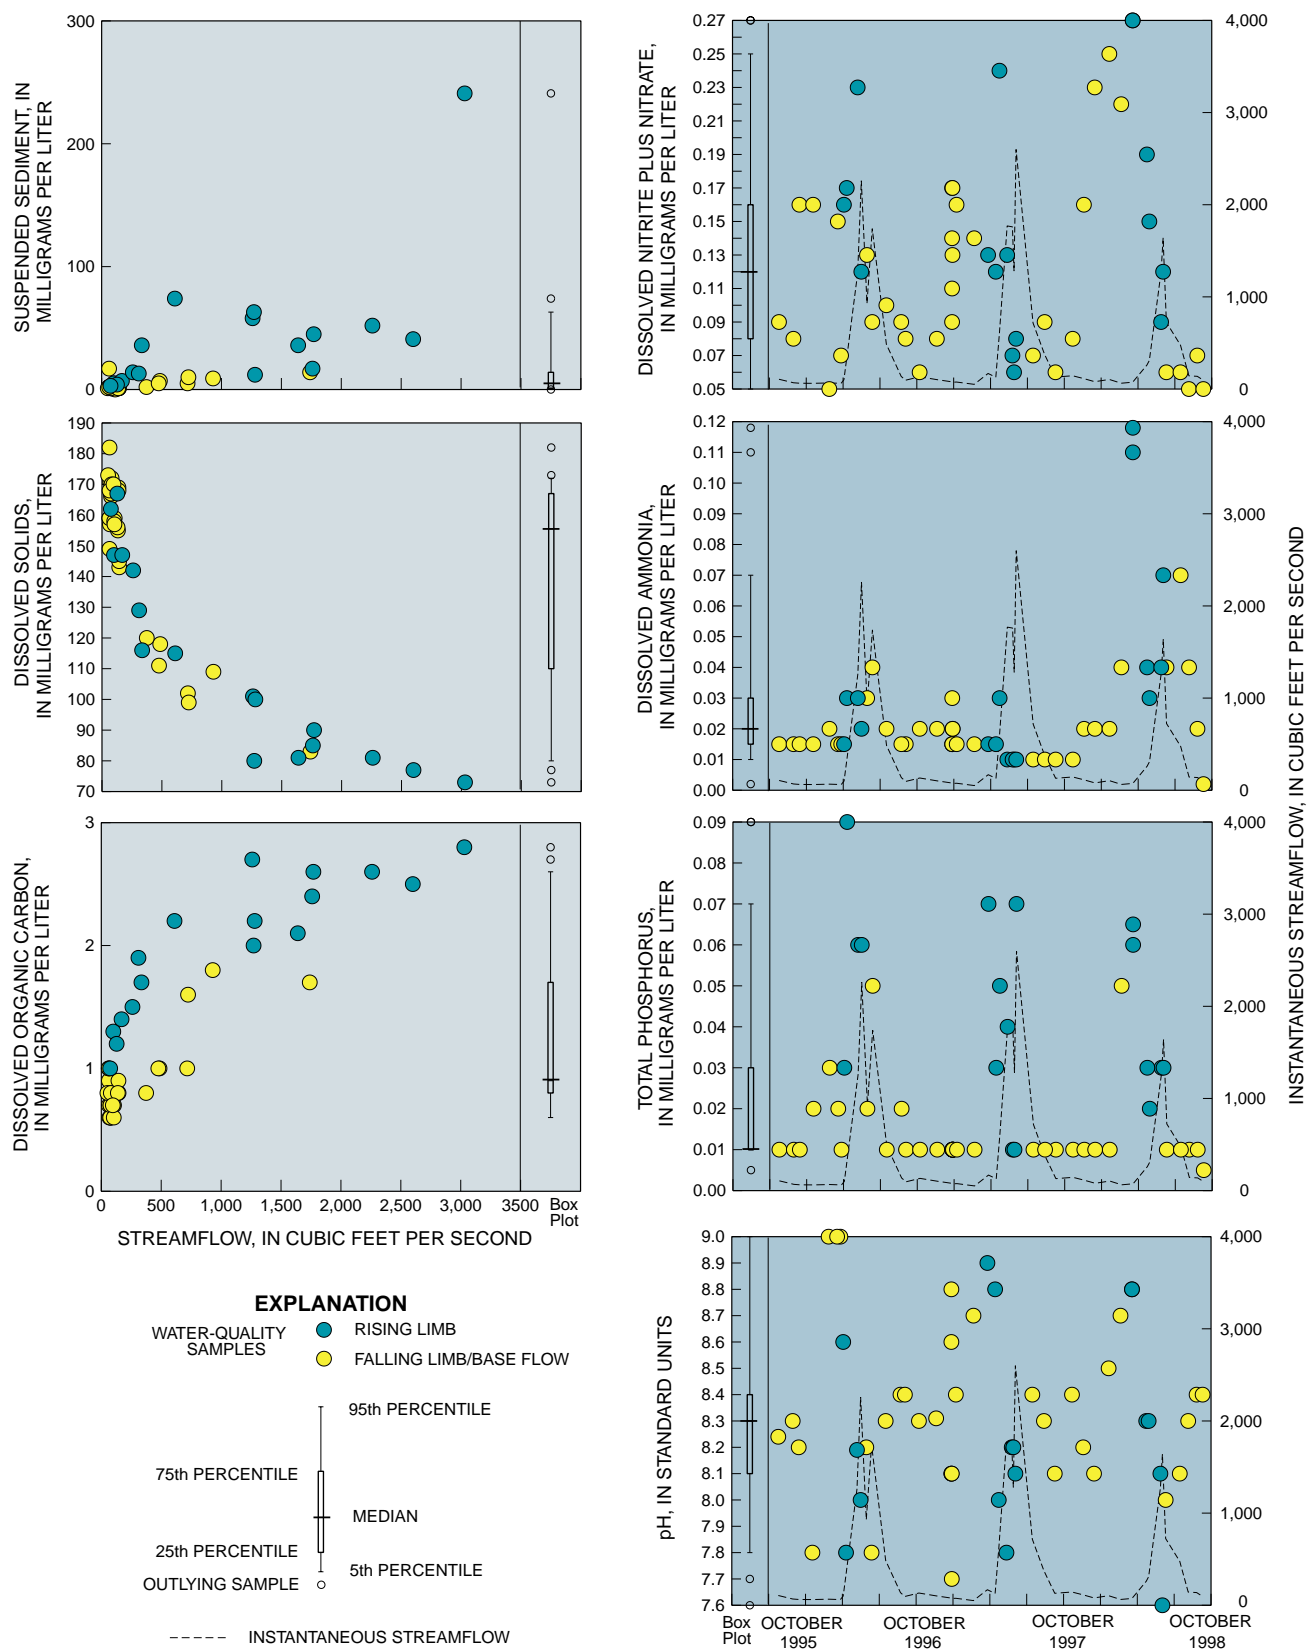 SUSPENDED SEDIMENT, IN
MILLIGRAMS PER LITER
300
200
100
0
DISSOLVED SOLIDS,
IN MILLIGRAMS PER LITER
190
180
170
160
150
140
130
120
110
100
90
80
70
DISSOLVED ORGANIC CARBON,
IN MILLIGRAMS PER LITER
3
2
1
0
0 500 1,000 1,500 2,000 2,500 3,000 3500 Box
Plot
STREAMFLOW, IN CUBIC FEET PER SECOND
EXPLANATION
WATER-QUALITY
SAMPLES
RISING LIMB
FALLING LIMB/BASE FLOW
95th PERCENTILE
75th PERCENTILE
MEDIAN
25th PERCENTILE
5th PERCENTILE
OUTLYING SAMPLE
INSTANTANEOUS STREAMFLOW
DISSOLVED NITRITE PLUS NITRATE,
IN MILLIGRAMS PER LITER
0.27
0.25
0.23
0.21
0.19
0.17
0.15
0.13
0.11
0.09
0.07
0.05
4,000
3,000
2,000
1,000
0
DISSOLVED AMMONIA,
IN MILLIGRAMS PER LITER
0.12
0.11
0.10
0.09
0.08
0.07
0.06
0.05
0.04
0.03
0.02
0.01
0.00
4,000
3,000
2,000
1,000
0
TOTAL PHOSPHORUS,
IN MILLIGRAMS PER LITER
0.09
0.08
0.07
0.06
0.05
0.04
0.03
0.02
0.01
0.00
4,000
3,000
2,000
1,000
0
pH, IN STANDARD UNITS
9.0
8.8
8.7
8.6
8.5
8.4
8.3
8.2
8.1
8.0
7.9
7.8
7.7
7.6
4,000
3,000
2,000
1,000
0
Box
Plot
OCTOBER
1995
OCTOBER
1996
OCTOBER
1997
OCTOBER
1998
INSTANTANEOUS STREAMFLOW, IN CUBIC FEET PER SECOND